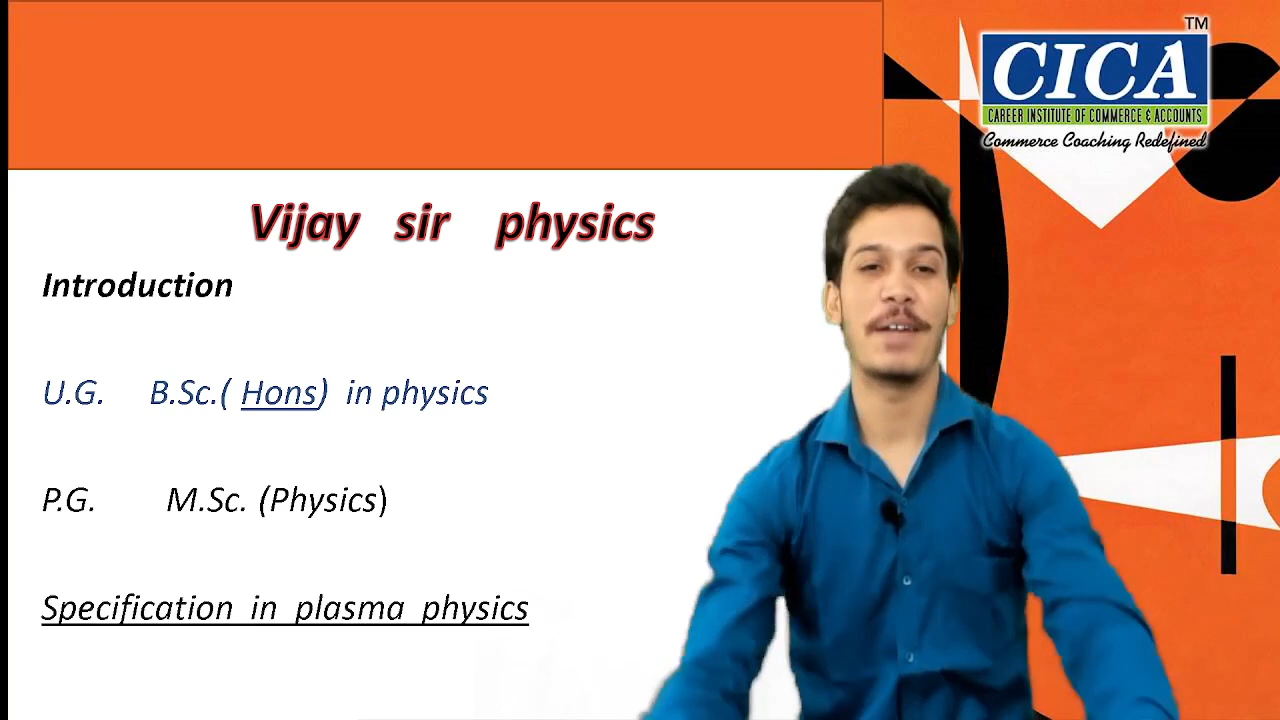 TM
CICA
CAREER INSTITUTE OF COMMERCE & ACCOUNTS
Commerce Coaching Redefined
Vijay sir physics
Introduction
U.G. B.Sc.( Hons) in physics
P.G. M.Sc. (Physics)
Specification in plasma physics